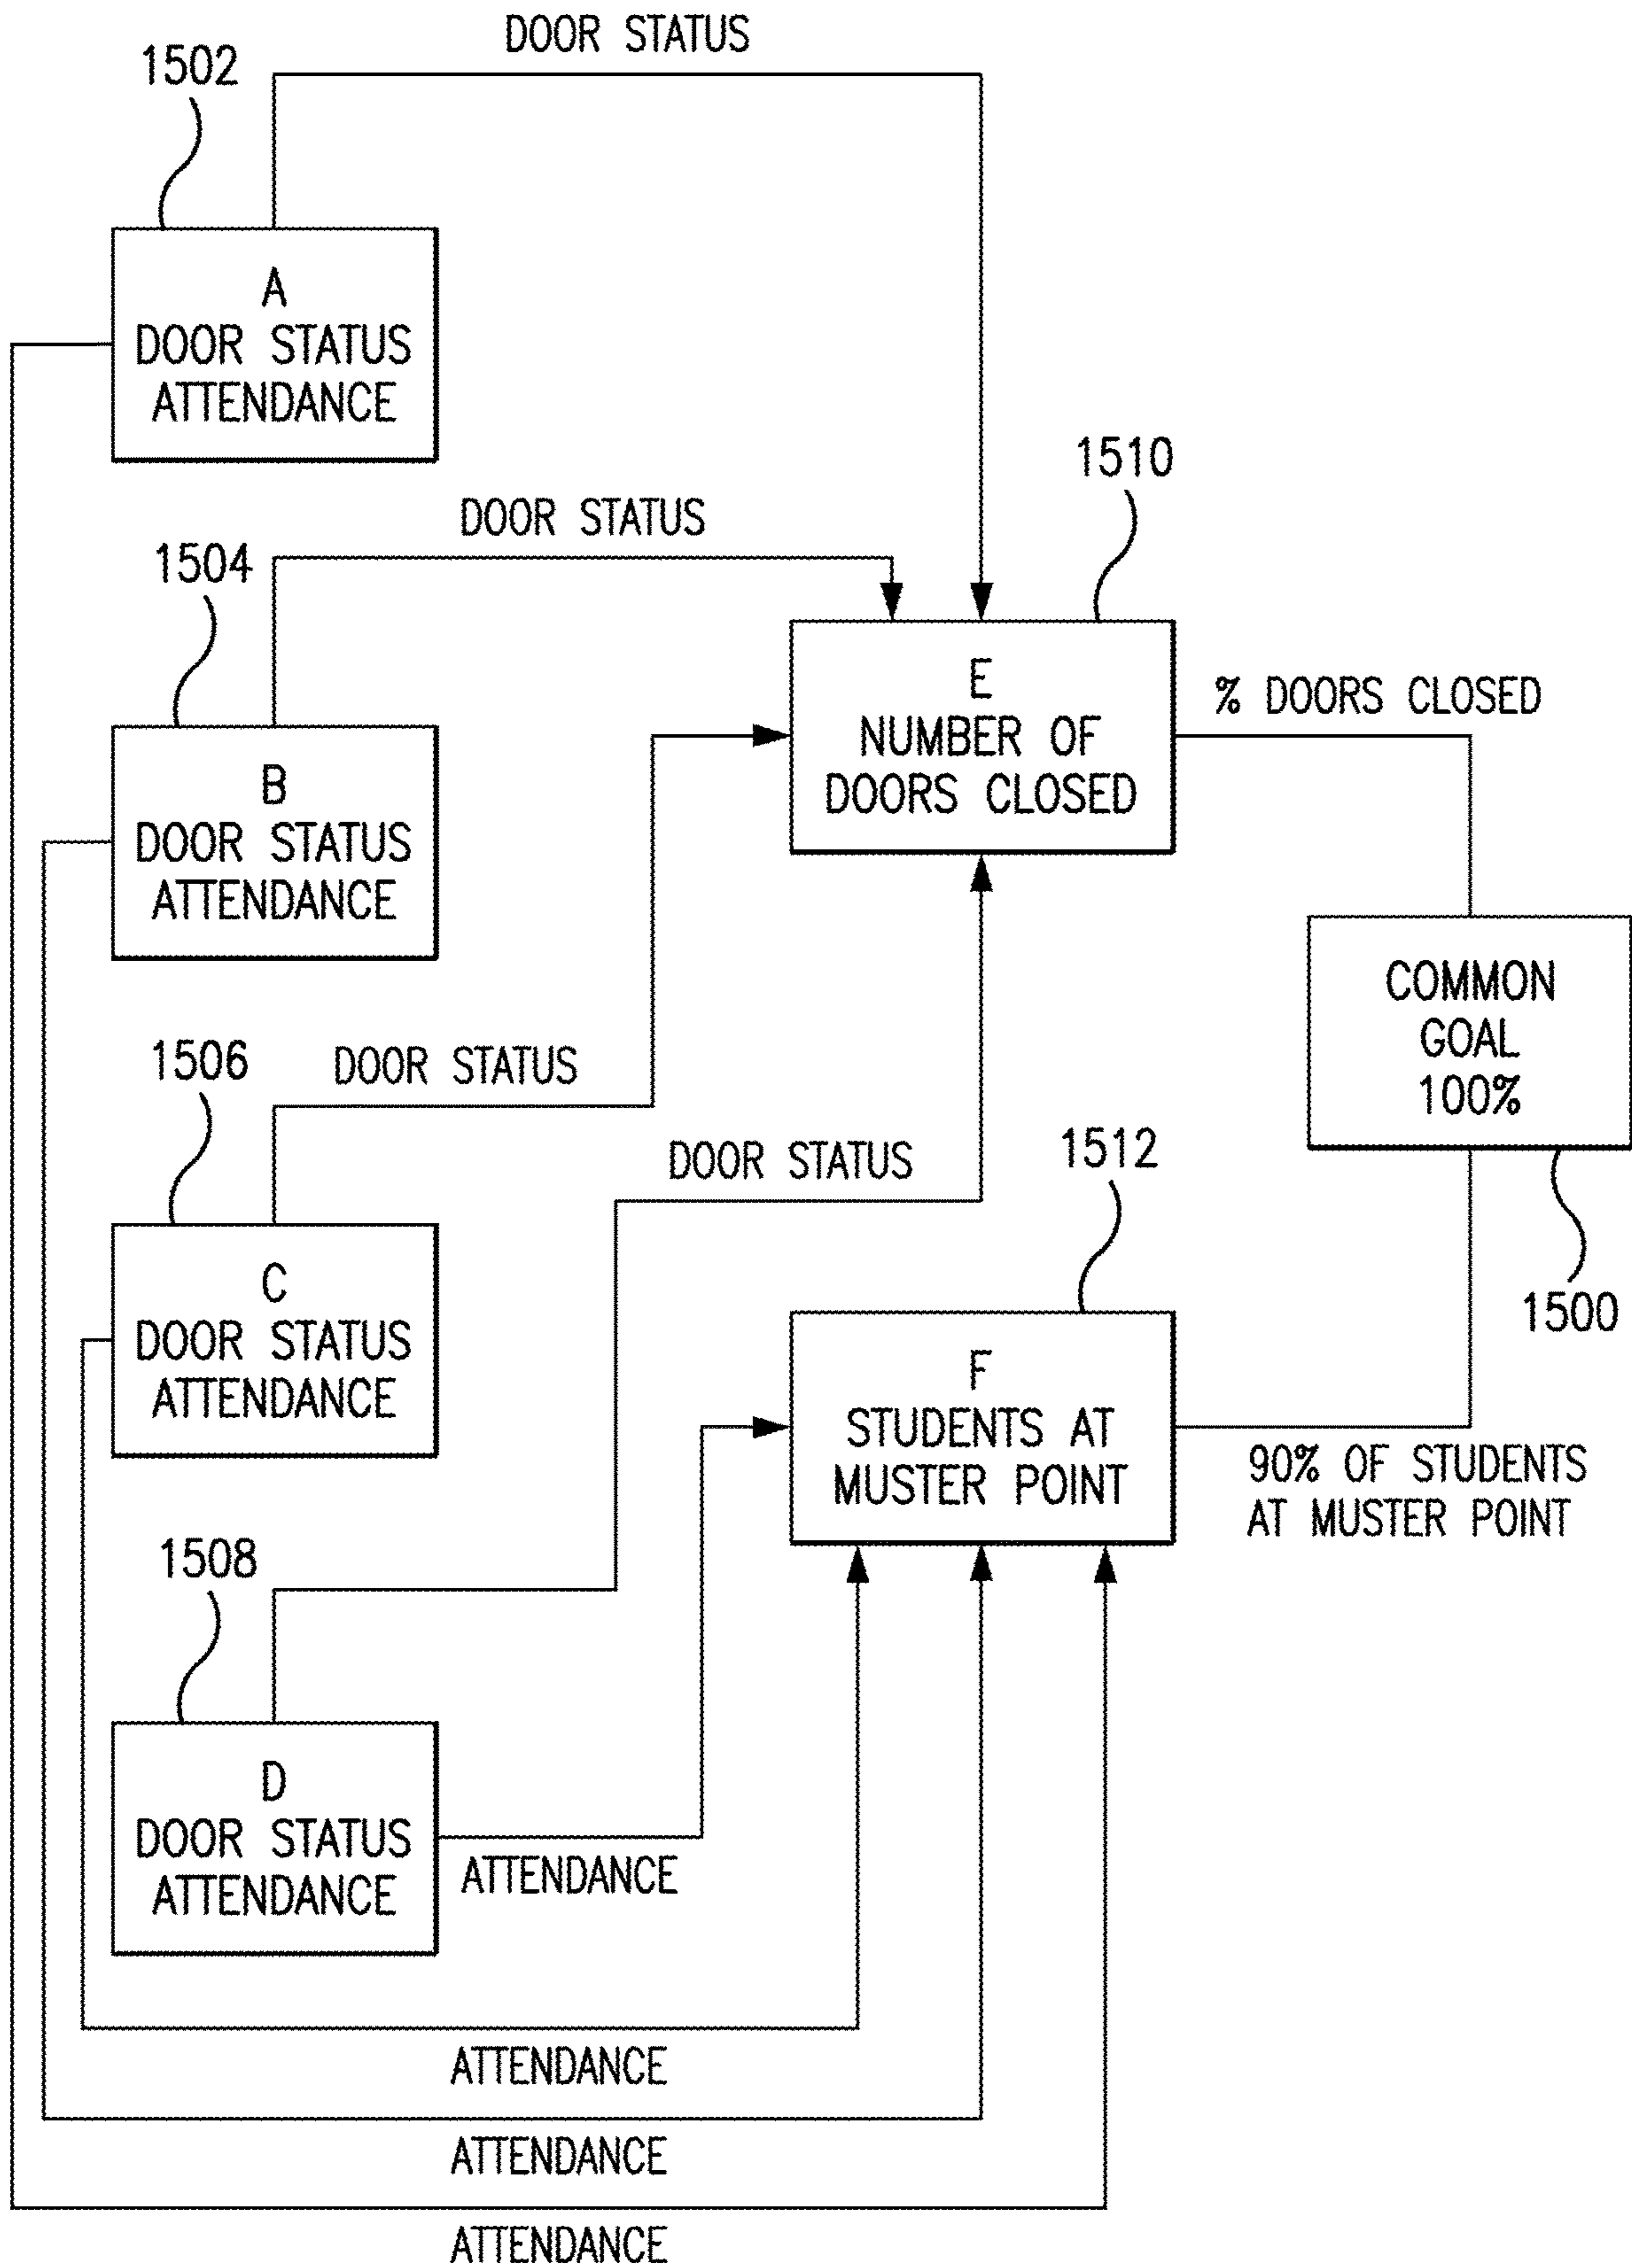 DOOR STATUS
1502
A
DOOR STATUS
ATTENDANCE
1510
DOOR STATUS
1504
E
NUMBER OF
DOORS CLOSED
% DOORS CLOSED
B
DOOR STATUS
ATTENDANCE
COMMON
GOAL
100%
1506
DOOR STATUS
1512
DOOR STATUS
1500
C
DOOR STATUS
ATTENDANCE
F
STUDENTS AT
MUSTER POINT
90% OF STUDENTS
AT MUSTER POINT
1508
D
DOOR STATUS
ATTENDANCE
ATTENDANCE
ATTENDANCE
ATTENDANCE
ATTENDANCE